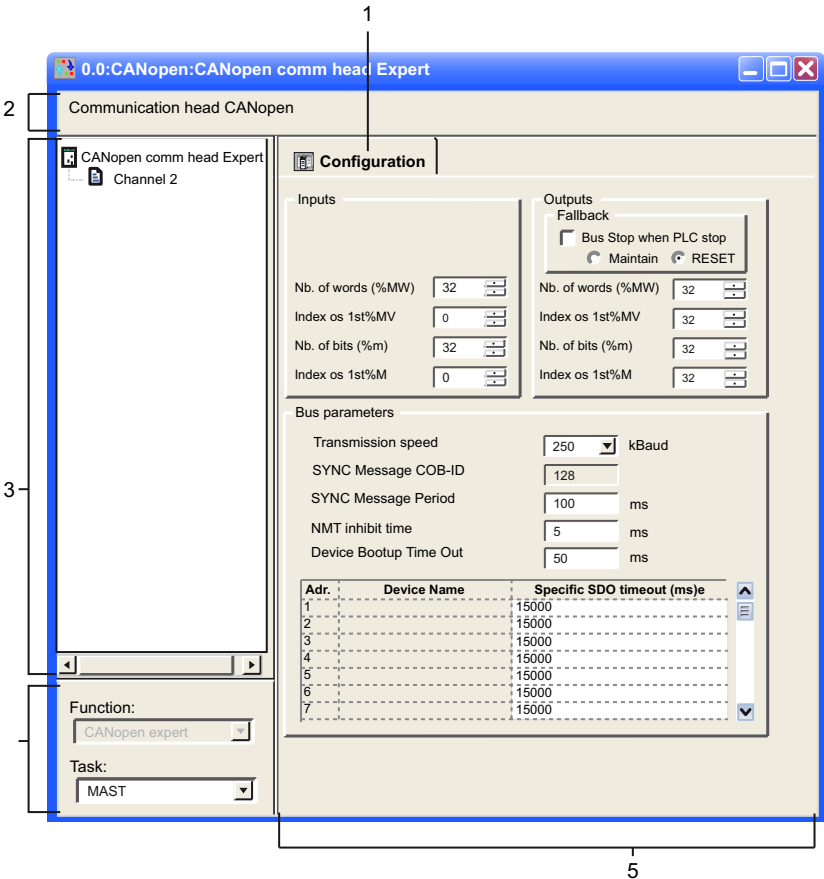 1
0.0:CANopen:CANopen comm head Expert
2
Communication head CANopen
CANopen comm head Expert
Channel 2
Configuration
Inputs
Outputs
Fallback
Bus Stop when PLC stop
Maintain RESET
Nb. of words (%MW) 32
Nb. of words (%MW) 32
Index os 1st%MV 0
Index os 1st%MV 32
Nb. of bits (%m) 32
Nb. of bits (%m) 32
Index os 1st%M 0
Index os 1st%M 32
Bus parameters
Transmission speed 250 kBaud
SYNC Message COB-ID 128
3
SYNC Message Period 100 ms
NMT inhibit time 5 ms
Device Bootup Time Out 50 ms
Adr. Device Name Specific SDO timeout (ms)e
1 15000
2 15000
3 15000
4 15000
5 15000
6 15000
7 15000
Function:
CANopen expert
Task:
MAST
5